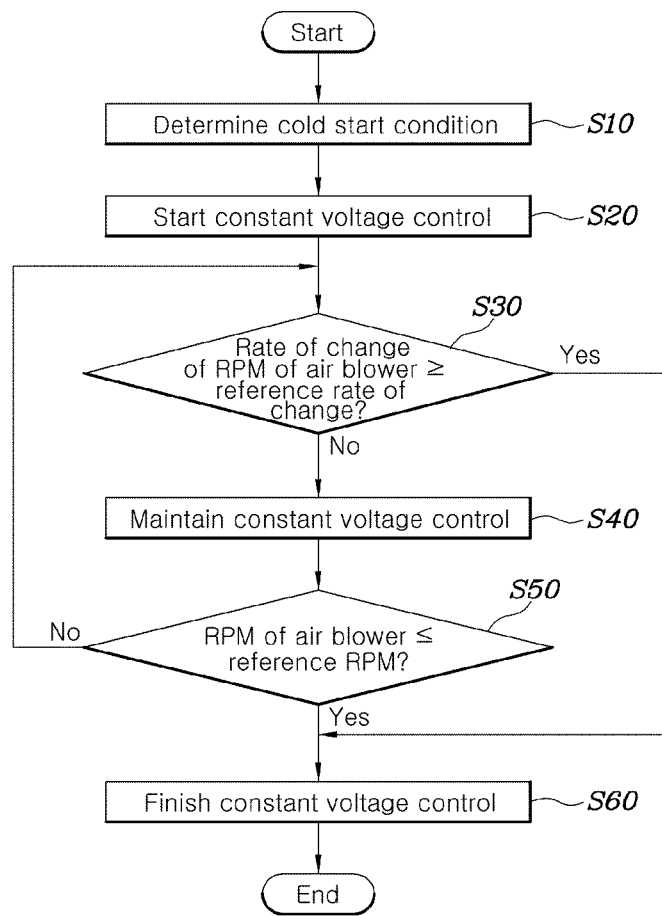 Start
Determine cold start condition
S10
Start constant voltage control
S20
S30
Rate of change
of RPM of air blower ≥
reference rate of
change?
Yes
No
Maintain constant voltage control
S40
S50
RPM of air blower ≤
reference RPM?
No
Yes
Finish constant voltage control
S60
End